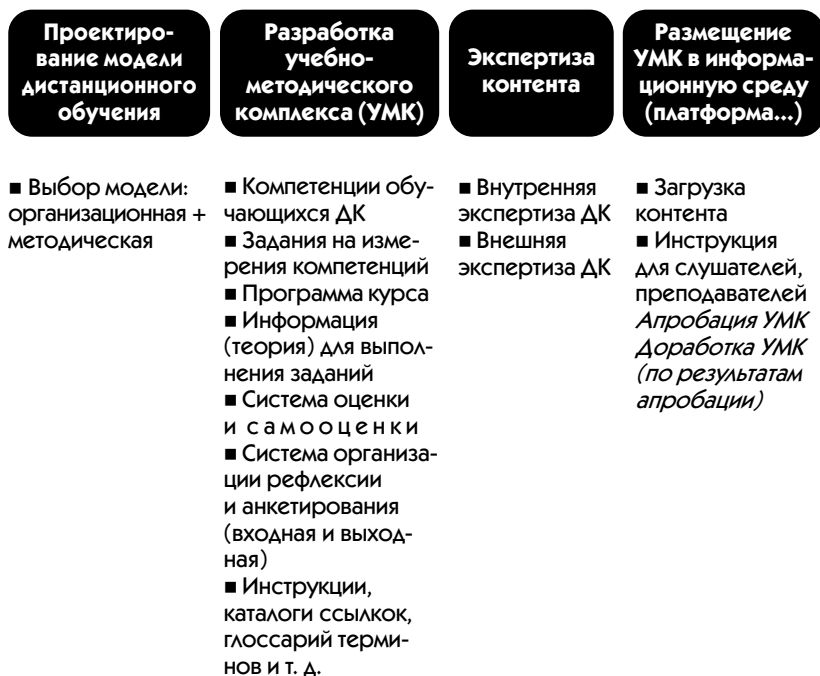 Проектиро-
вание модели
дистанционного
обучения
Разработка
учебно-
методического
комплекса (УМК)
Экспертиза
контента
Размещение
УМК в информа-
ционную среду
(платформа...)
■ Выбор модели:
организационная +
методическая
■ Компетенции обу-
чающихся ДК
■ Задания на изме-
рения компетенций
■ Программа курса
■ Информация
(теория) для выпол-
нения заданий
■ Система оценки
и самооценки
■ Система организа-
ции рефлексии
и анкетирования
(входная и выход-
ная)
■ Инструкции,
каталоги ссылкок,
глоссарий терми-
нов и т. д.
■ Внутренняя
экспертиза ДК
■ Внешняя
экспертиза ДК
■ Загрузка
контента
■ Инструкция
для слушателей,
преподавателей
Апробация УМК
Доработка УМК
(по результатам
апробации)